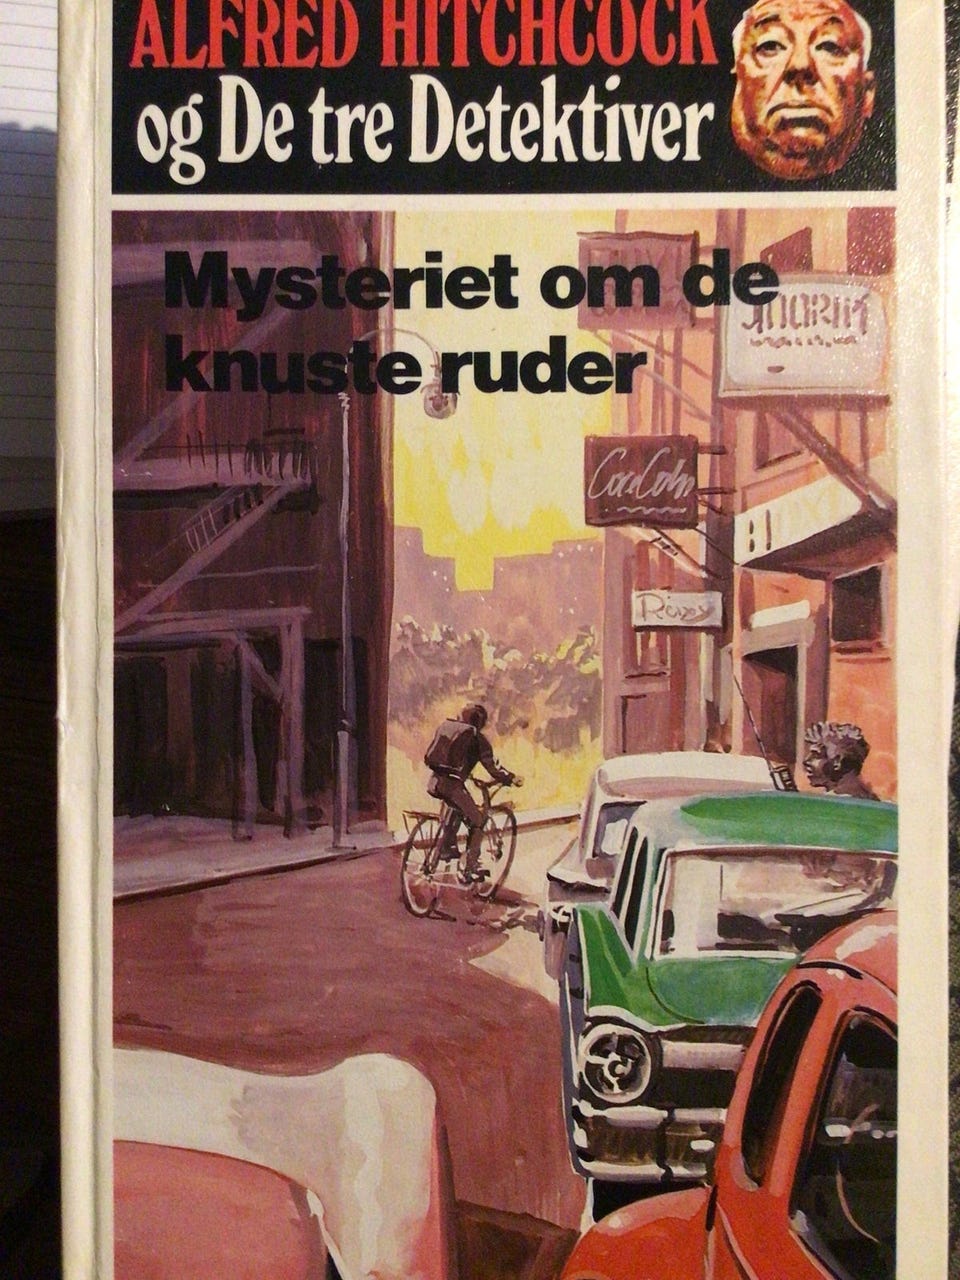 ALFRED HITCHCOCK
og De tre Detektiver
Mysteriet om de
knuste ruder